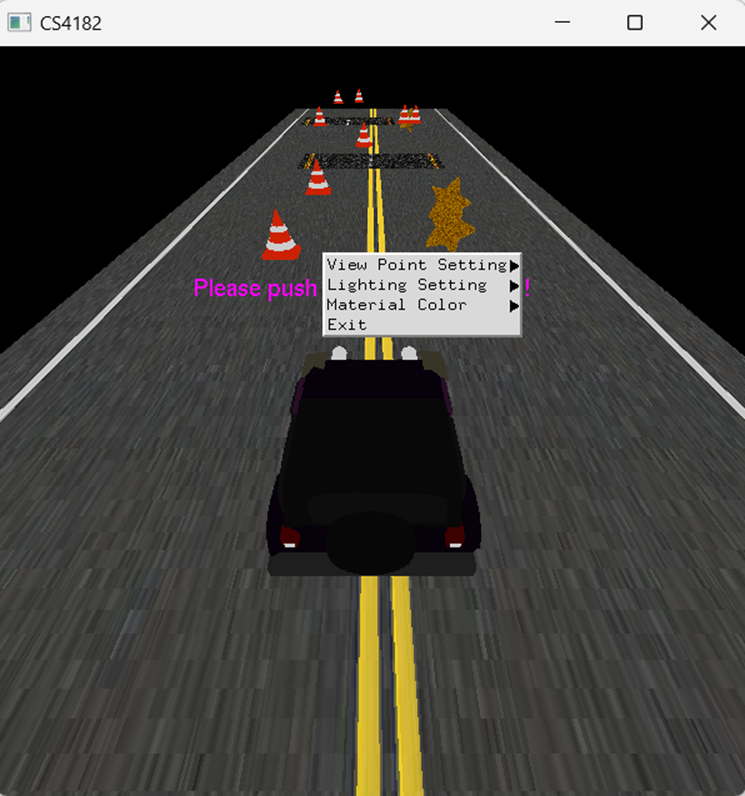 CS4182
View Point Setting
Lighting Setting
Please push !
Material Color
Exit